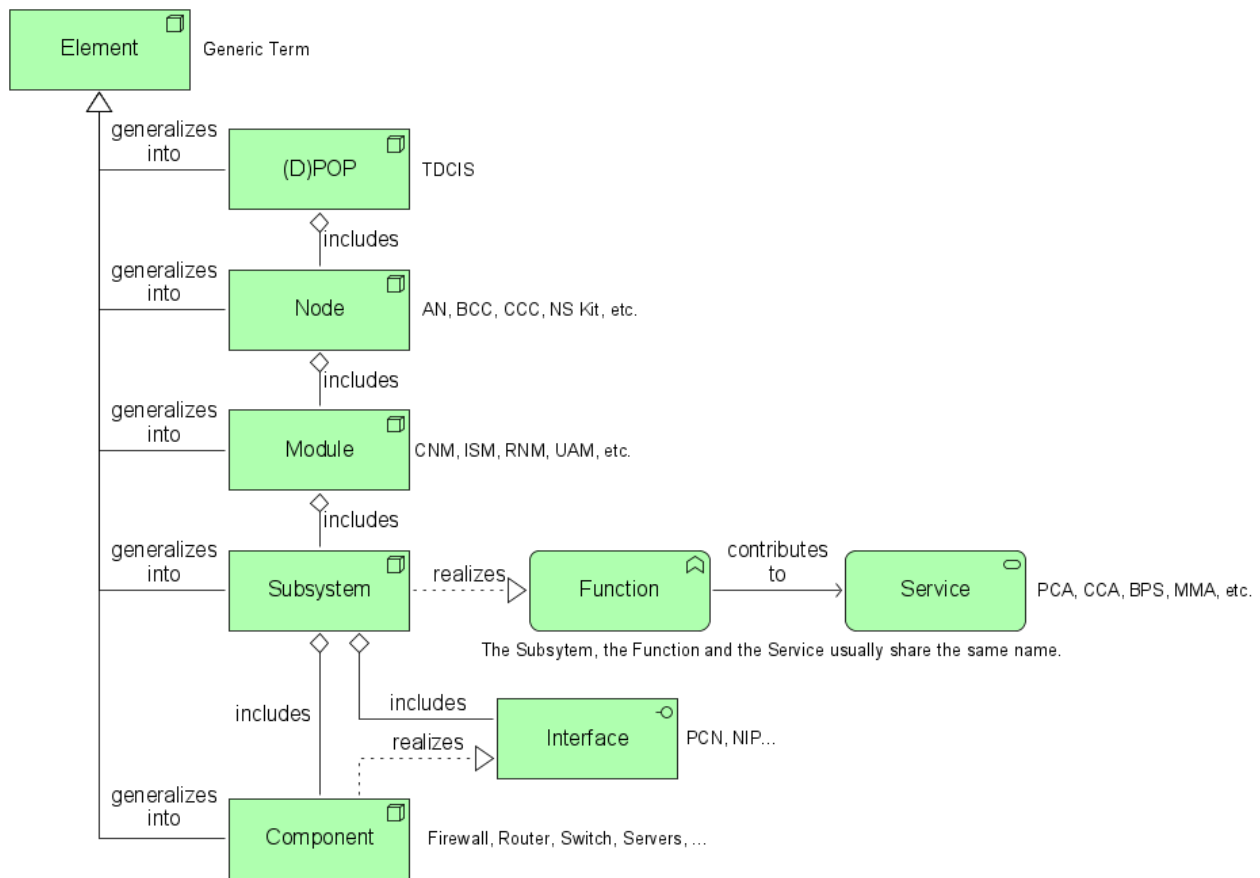 Element
Generic Term
generalizes
into
(D)POP
TDCIS
includes
generalizes
into
Node
AN, BCC, CCC, NS Kit, etc.
includes
generalizes
into
Module
CNM, ISM, RNM, UAM, etc.
includes
generalizes
into
Subsystem
realizes
Function
contributes
to
Service
PCA, CCA, BPS, MMA, etc.
The Subsytem, the Function and the Service usually share the same name.
includes
includes
realizes
Interface
PCN, NIP...
generalizes
into
Component
Firewall, Router, Switch, Servers, ...